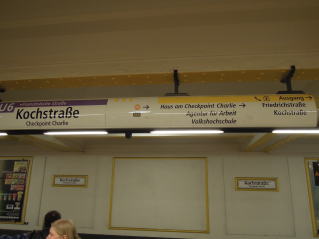 U6
Kochstraße
Checkpoint Charlie
Haus am Checkpoint Charlie →
Agentur für Arbeit
Volkshochschule
Ausgang →
Friedrichstraße
Kochstraße
Kochstraße
Kochstraße